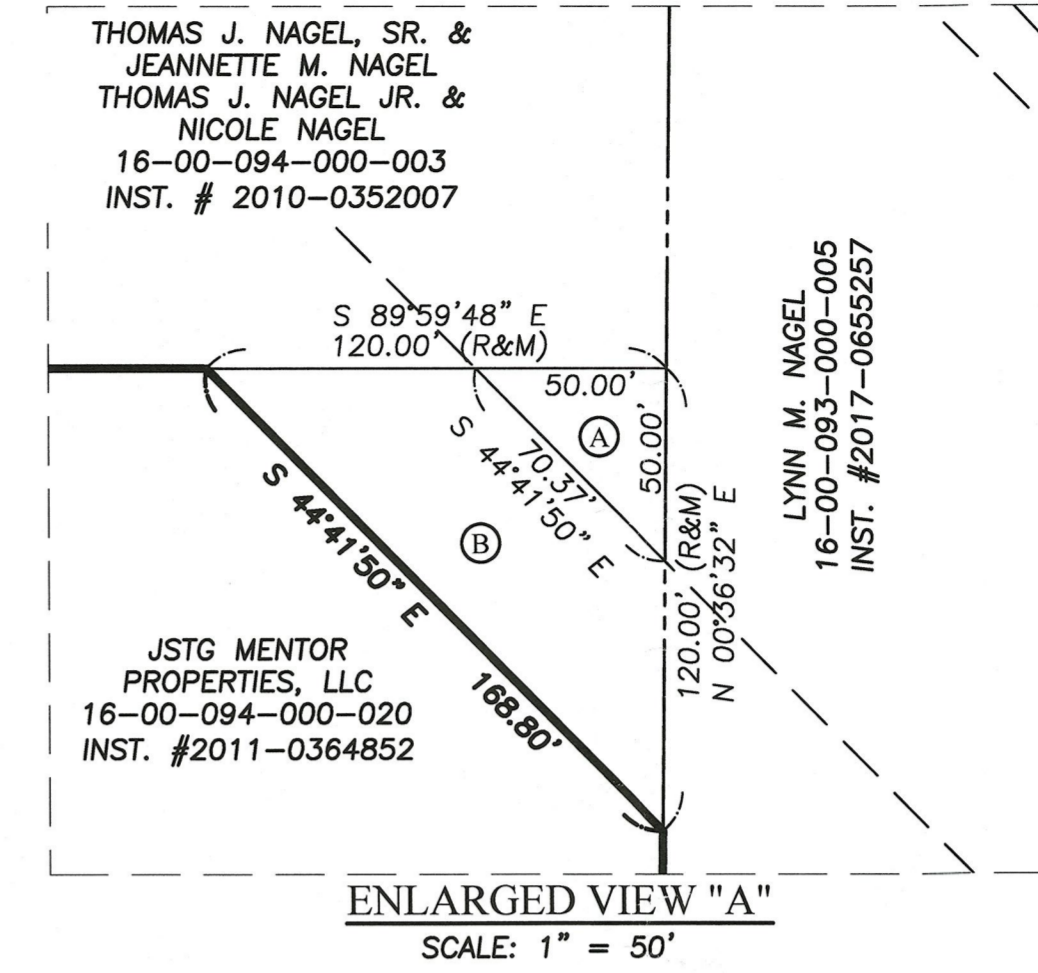 THOMAS J. NAGEL, SR. &
JEANNETTE M. NAGEL
THOMAS J. NAGEL JR. &
NICOLE NAGEL
16-00-094-000-003
INST. # 2010-0352007
S 89°59'48" E
120.00' (R&M)
50.00'
50.00'
A
70.37'
S 44°41'50" E
LYNN M. NAGEL
16-00-093-000-005
INST. #2017-0655257
120.00' (R&M)
N 00°36'32" E
B
S 44°41'50" E
168.80'
JSTG MENTOR
PROPERTIES, LLC
16-00-094-000-020
INST. #2011-0364852
ENLARGED VIEW "A"
SCALE: 1" = 50'